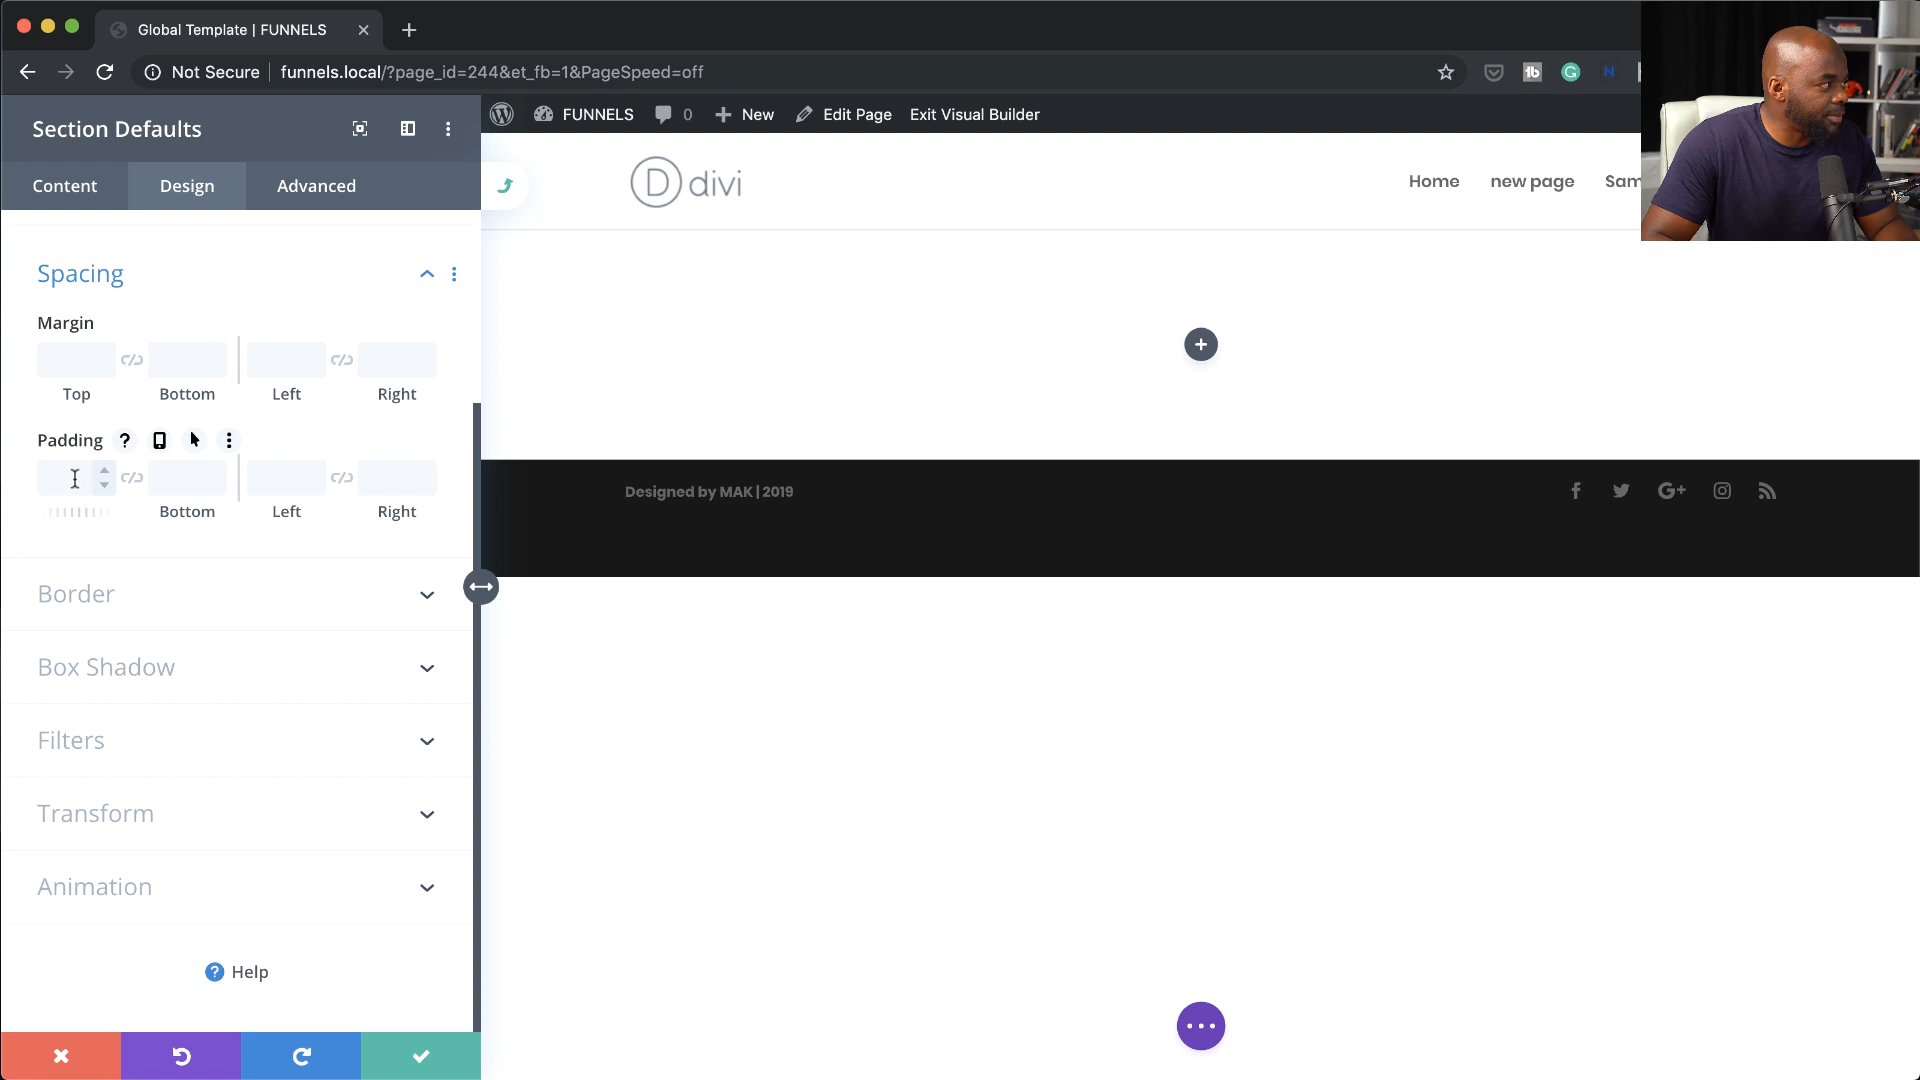 Global Template | FUNNELS
Not Secure
funnels.local/?page_id=244&et_fb=1&PageSpeed=off
Section Defaults
FUNNELS 0 New Edit Page Exit Visual Builder
Content Design Advanced
D divi
Home new page Sam
Spacing
Margin
Top Bottom Left Right
Padding ?
Bottom Left Right
Designed by MAK | 2019
Border
Box Shadow
Filters
Transform
Animation
? Help